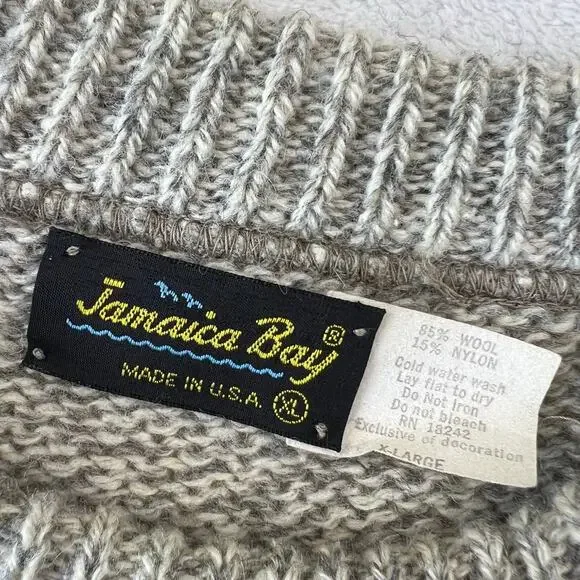 Jamaica Bay®
MADE IN U.S.A. XL
85% WOOL
15% NYLON
Cold water wash
Lay flat to dry
Do Not Iron
Do not bleach
RN 18242
Exclusive of decoration
X-LARGE